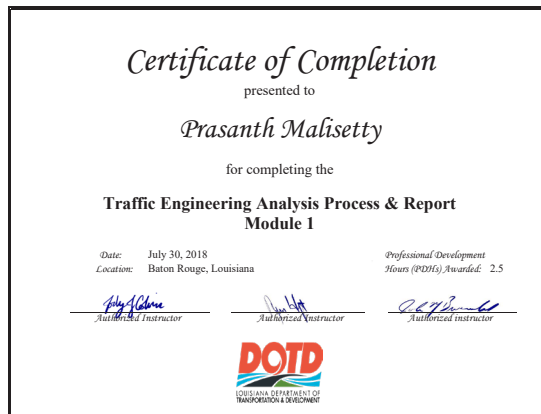 Certificate of Completion
presented to
Prasanth Malisetty
for completing the
Traffic Engineering Analysis Process & Report
Module 1
Date: July 30, 2018
Location: Baton Rouge, Louisiana
Professional Development
Hours (PDHs) Awarded: 2.5
Authorized Instructor
Authorized Instructor
Authorized instructor
DOTD
LOUISIANA DEPARTMENT OF
TRANSPORTATION & DEVELOPMENT